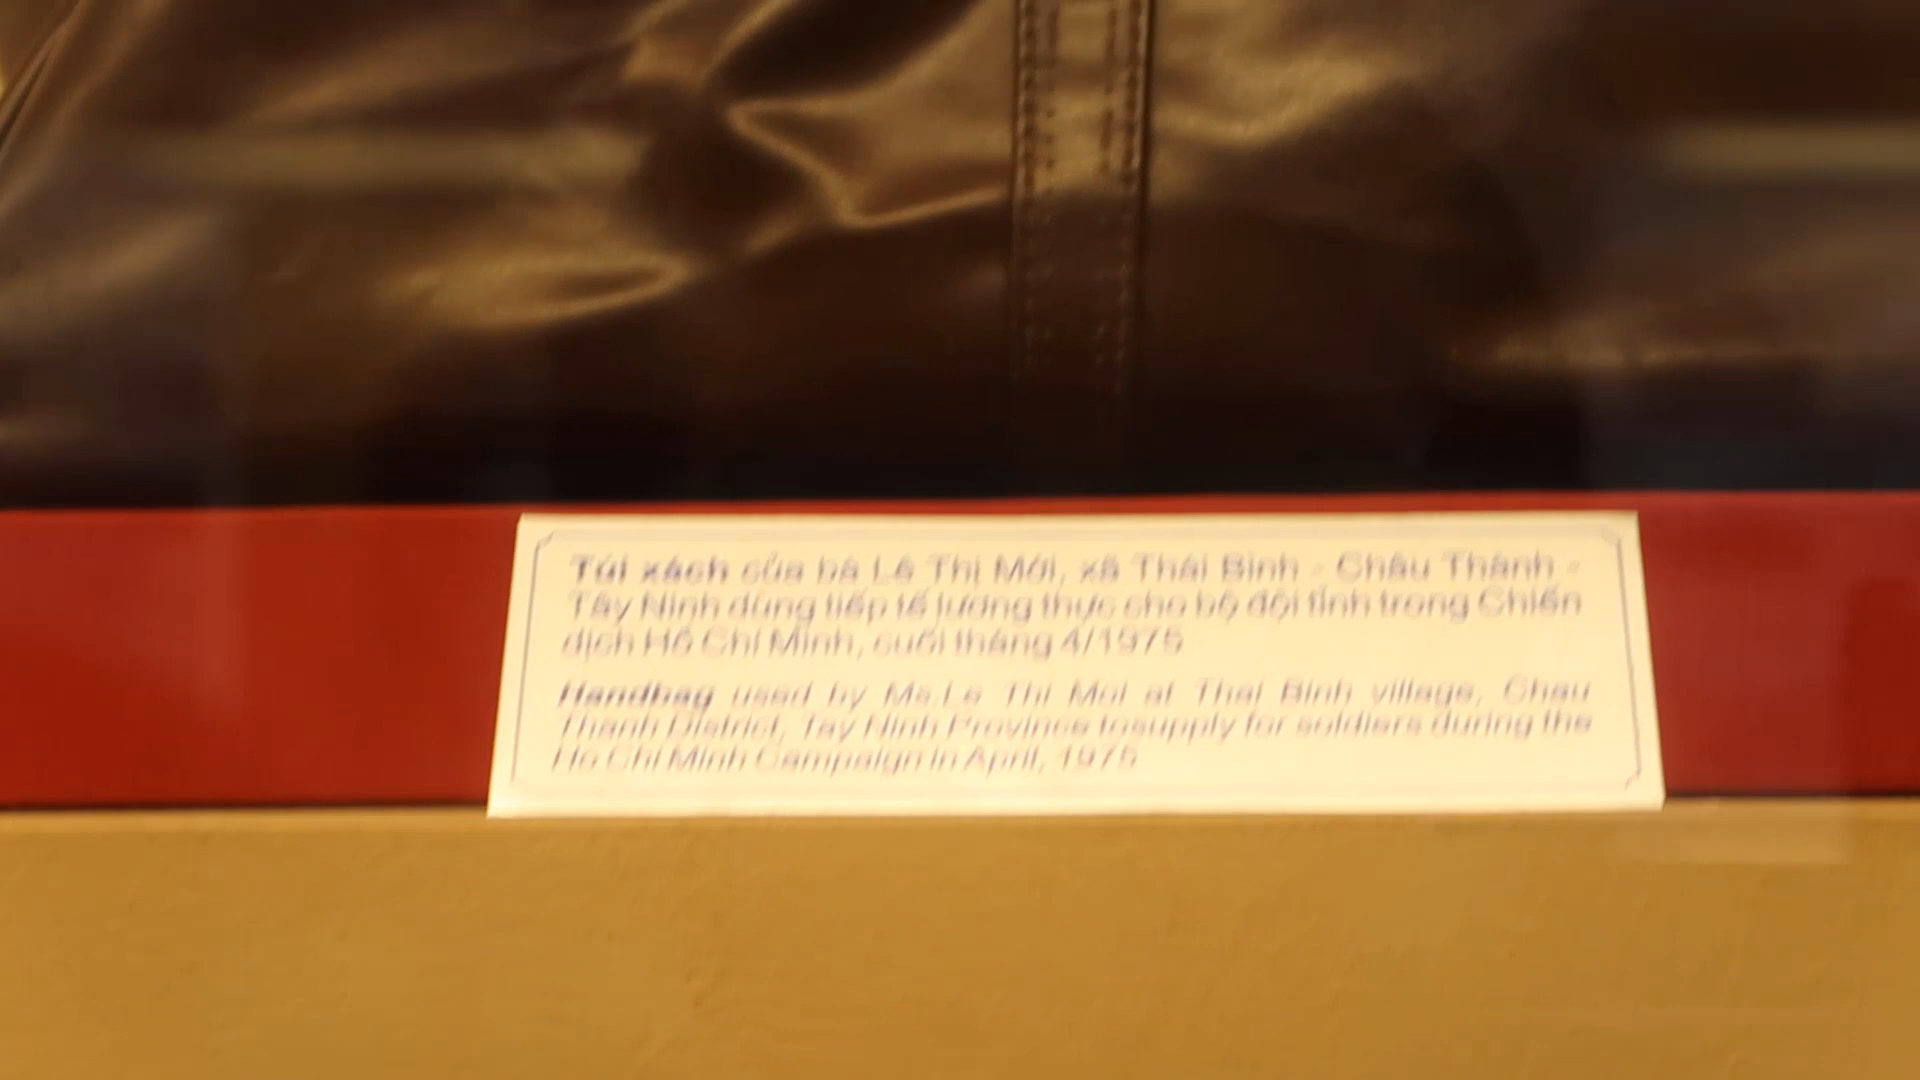 Túi xách của bà Lê Thị Mới, xã Thái Bình - Châu Thành -
Tây Ninh dùng tiếp tế lương thực cho bộ đội tỉnh trong Chiến
dịch Hồ Chí Minh, cuối tháng 4/1975
Handbag used by Ms.Le Thi Moi at Thai Binh village, Chau
Thanh District, Tay Ninh Province tosupply for soldiers during the
Ho Chi Minh Campaign in April, 1975